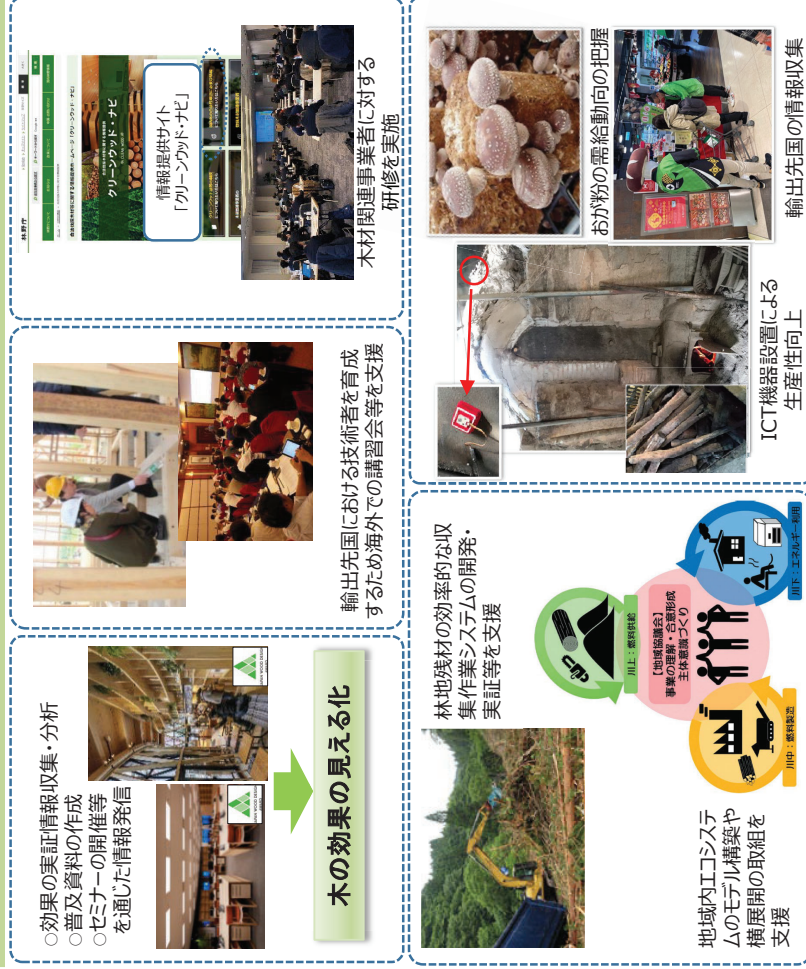 ○効果の実証情報収集・分析
○普及資料の作成
○セミナーの開催等
を通じた情報発信
JAPAN WOOD DESIGN
AWARD
JAPAN WOOD DESIGN
AWARD
木の効果の見える化
輸出先国における技術者を育成
するため海外での講習会等を支援
林野庁
クリーンウッド・ナビ
情報提供サイト
「クリーンウッド・ナビ」
木材関連事業者に対する
研修を実施
林地残材の効率的な収
集作業システムの開発・
実証等を支援
地域内エコシステ
ムのモデル構築や
横展開の取組を
支援
川上：燃料供給
【地域協議会】
事業の理解・合意形成
主体意識づくり
川中：燃料製造
川下：エネルギー利用
ICT機器設置による
生産性向上
おが粉の需給動向の把握
輸出先国の情報収集